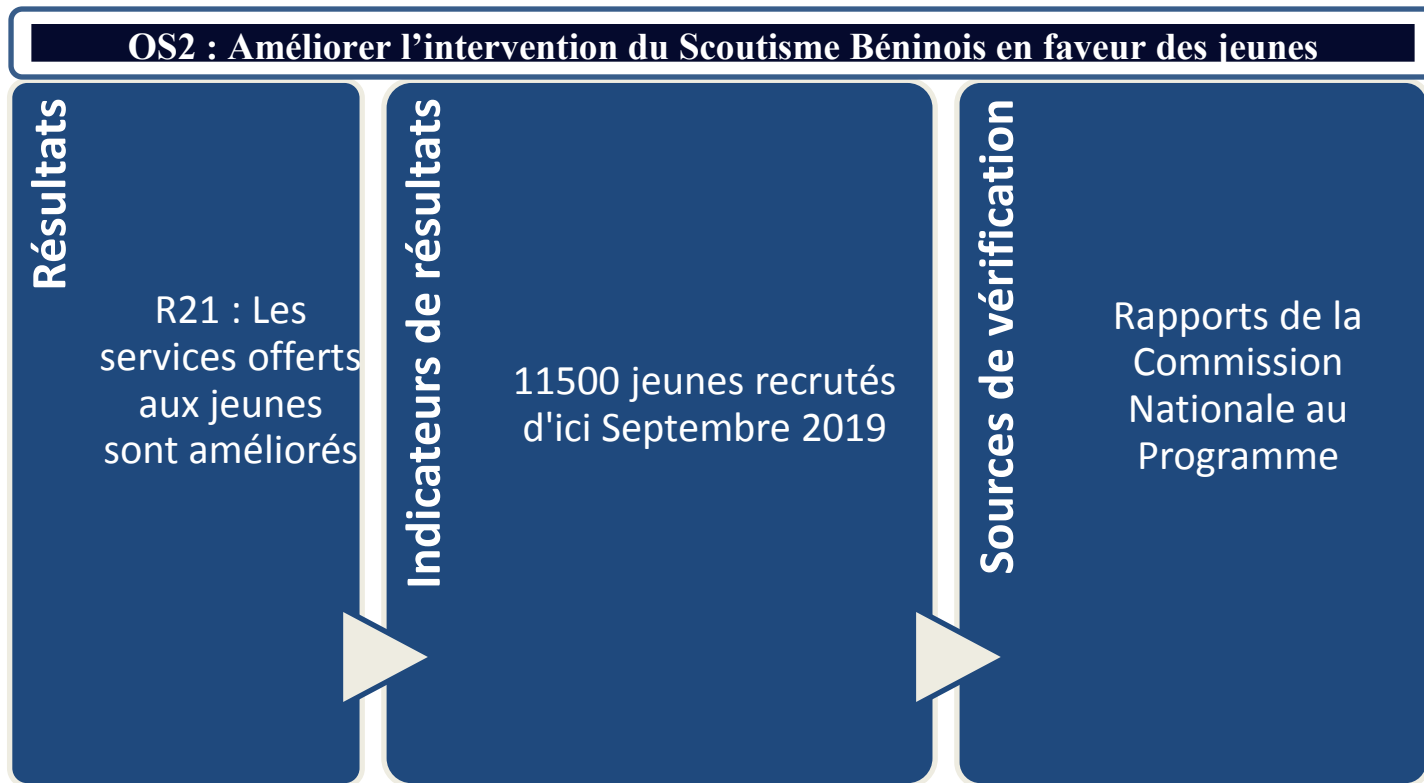 OS2 : Améliorer l’intervention du Scoutisme Béninois en faveur des jeunes
Résultats
R21 : Les
services offerts
aux jeunes
sont améliorés
Indicateurs de résultats
11500 jeunes recrutés
d'ici Septembre 2019
Sources de vérification
Rapports de la
Commission
Nationale au
Programme